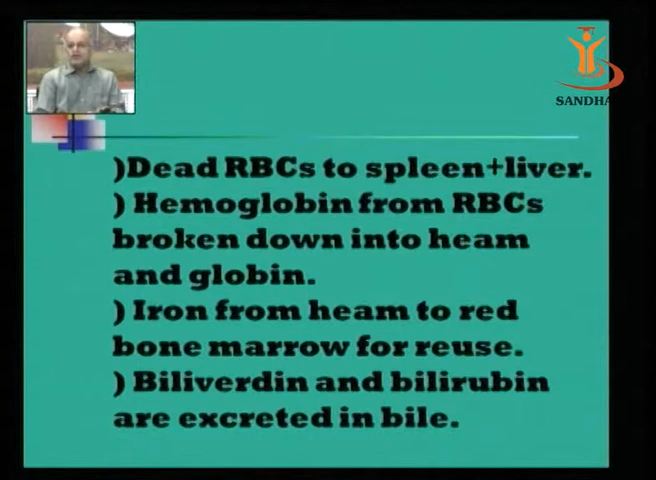 SANDHA
)Dead RBCs to spleen+liver.
) Hemoglobin from RBCs
broken down into heam
and globin.
) Iron from heam to red
bone marrow for reuse.
) Biliverdin and bilirubin
are excreted in bile.